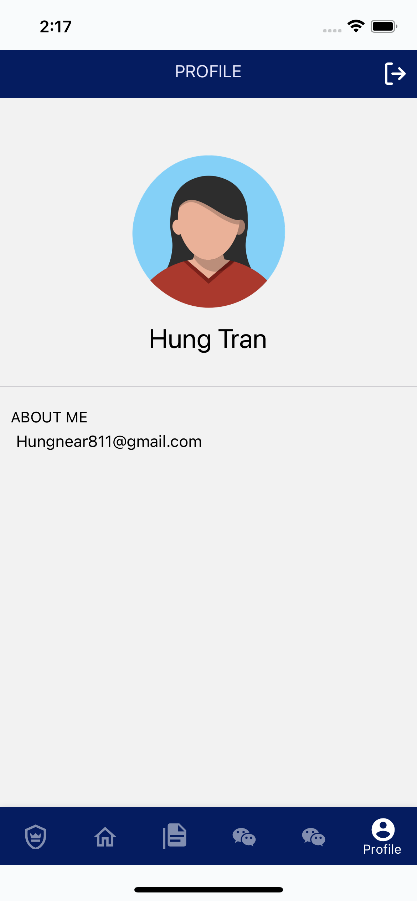 2:17
PROFILE
Hung Tran
ABOUT ME
Hungnear811@gmail.com
Profile